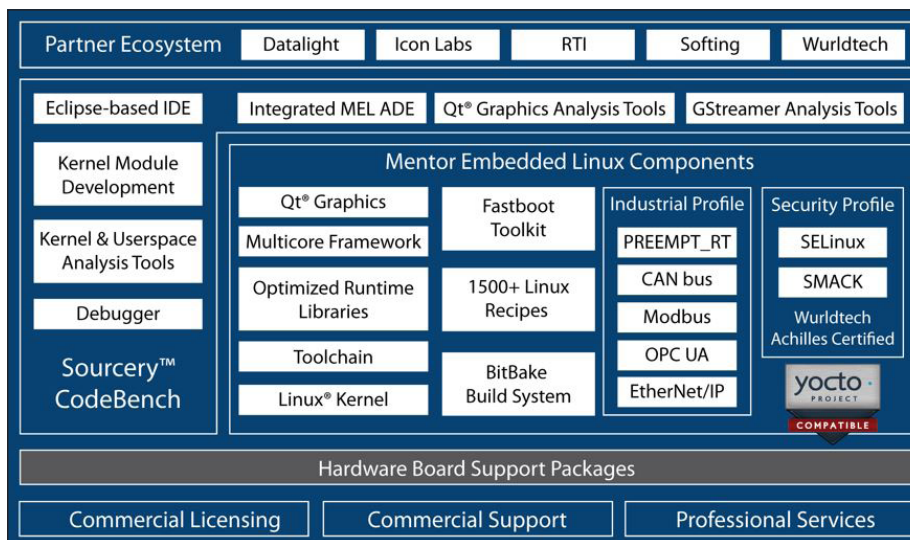 Partner Ecosystem
Datalight
Icon Labs
RTI
Softing
Wurldtech
Eclipse-based IDE
Integrated MEL ADE
Qt® Graphics Analysis Tools
GStreamer Analysis Tools
Kernel Module
Development
Kernel & Userspace
Analysis Tools
Debugger
Sourcery™
CodeBench
Mentor Embedded Linux Components
Qt® Graphics
Multicore Framework
Optimized Runtime
Libraries
Toolchain
Linux® Kernel
Fastboot
Toolkit
1500+ Linux
Recipes
BitBake
Build System
Industrial Profile
PREEMPT_RT
CAN bus
Modbus
OPC UA
EtherNet/IP
Security Profile
SELinux
SMACK
Wurldtech
Achilles Certified
yocto
PROJECT
COMPATIBLE
Hardware Board Support Packages
Commercial Licensing
Commercial Support
Professional Services